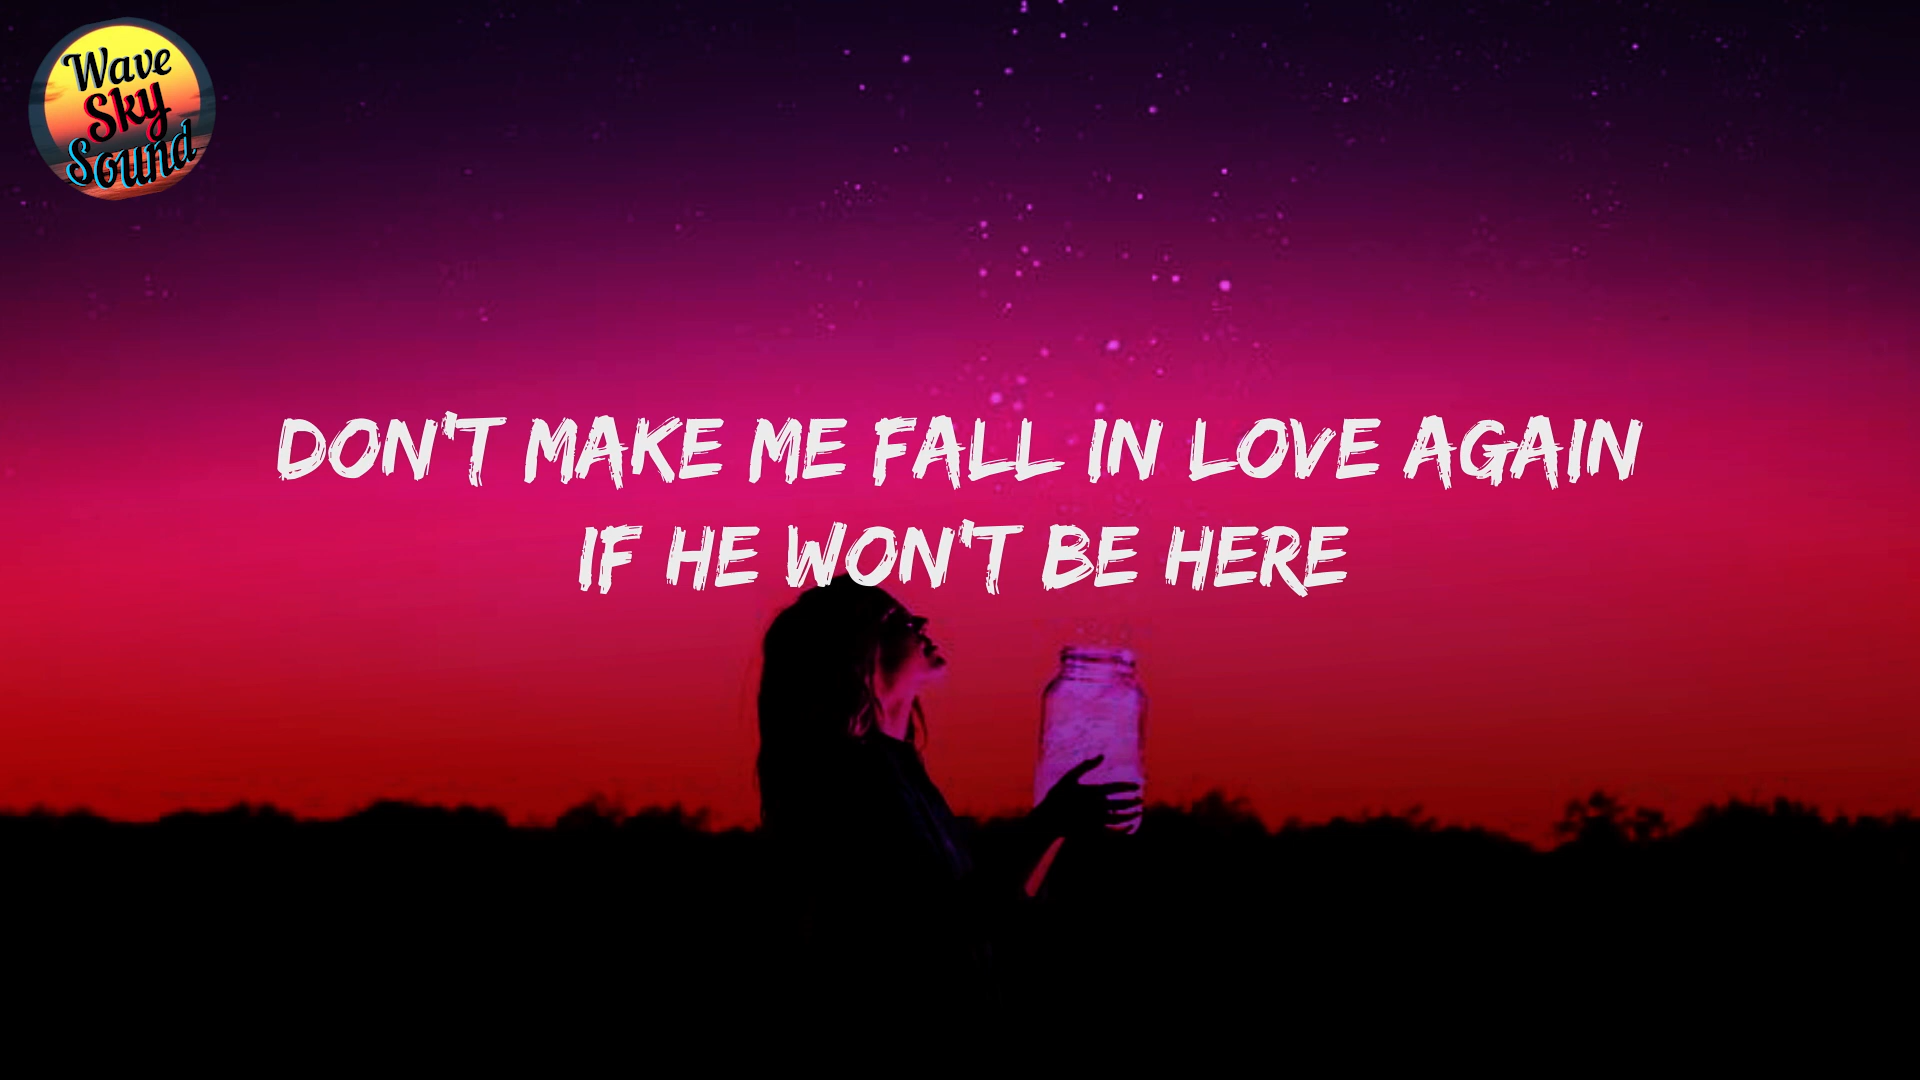 Wave
Sky
Sound
DON'T MAKE ME FALL IN LOVE AGAIN
IF HE WON'T BE HERE